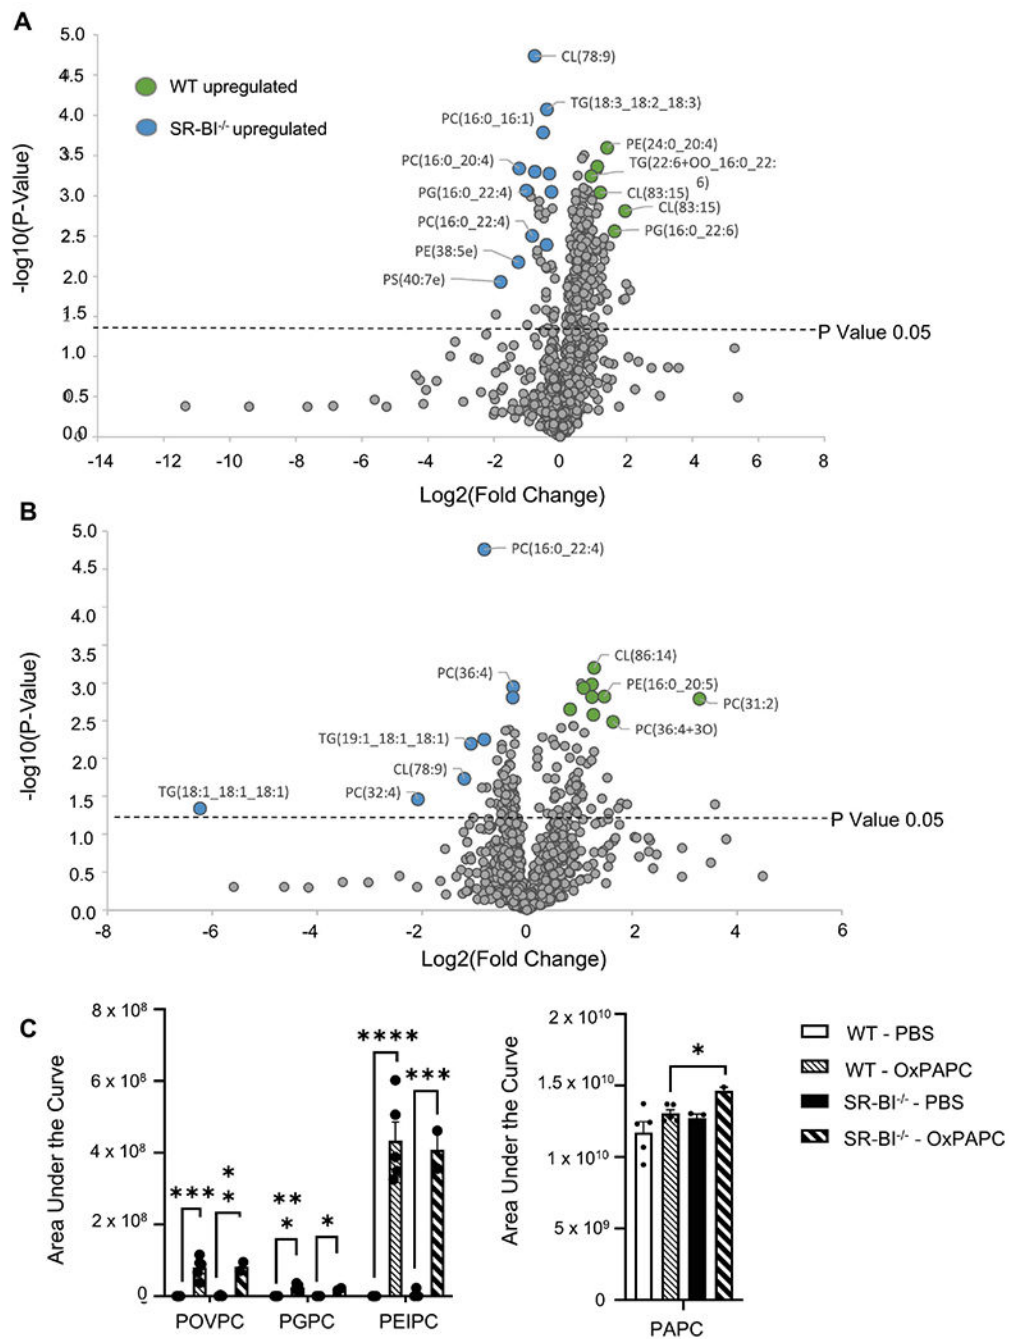 A
5.0
4.5
4.0
3.5
3.0
2.5
2.0
1.5
1.0
0.5
0.0
-log10(P-Value)
WT upregulated
SR-BI-/- upregulated
CL(78:9)
TG(18:3_18:2_18:3)
PC(16:0_16:1)
PE(24:0_20:4)
PC(16:0_20:4)
TG(22:6+OO_16:0_22:
6)
PG(16:0_22:4)
CL(83:15)
CL(83:15)
PC(16:0_22:4)
PG(16:0_22:6)
PE(38:5e)
PS(40:7e)
P Value 0.05
-14 -12 -10 -8 -6 -4 -2 0 2 4 6 8
Log2(Fold Change)
B
5.0
4.5
4.0
3.5
3.0
2.5
2.0
1.5
1.0
0.5
0.0
-log10(P-Value)
PC(16:0_22:4)
CL(86:14)
PC(36:4)
PE(16:0_20:5)
PC(31:2)
PC(36:4+3O)
TG(19:1_18:1_18:1)
CL(78:9)
TG(18:1_18:1_18:1)
PC(32:4)
P Value 0.05
-8 -6 -4 -2 0 2 4 6
Log2(Fold Change)
C
Area Under the Curve
8 x 10⁸
6 x 10⁸
4 x 10⁸
2 x 10⁸
0
***
*
*
**
*
*
****
***
POVPC PGPC PEIPC
Area Under the Curve
2 x 10¹⁰
1.5 x 10¹⁰
1 x 10¹⁰
5 x 10⁹
0
*
PAPC
WT - PBS
WT - OxPAPC
SR-BI-/- - PBS
SR-BI-/- - OxPAPC